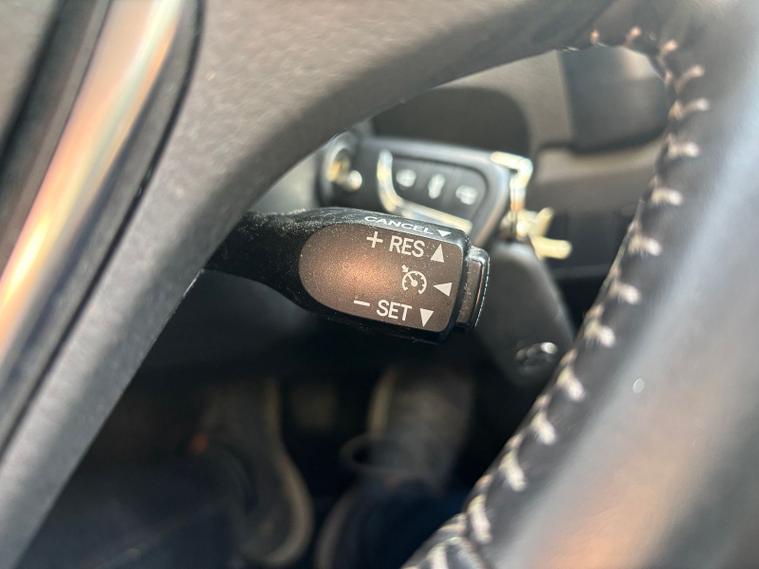 CANCEL ▼
+ RES ▲
◀
− SET ▼